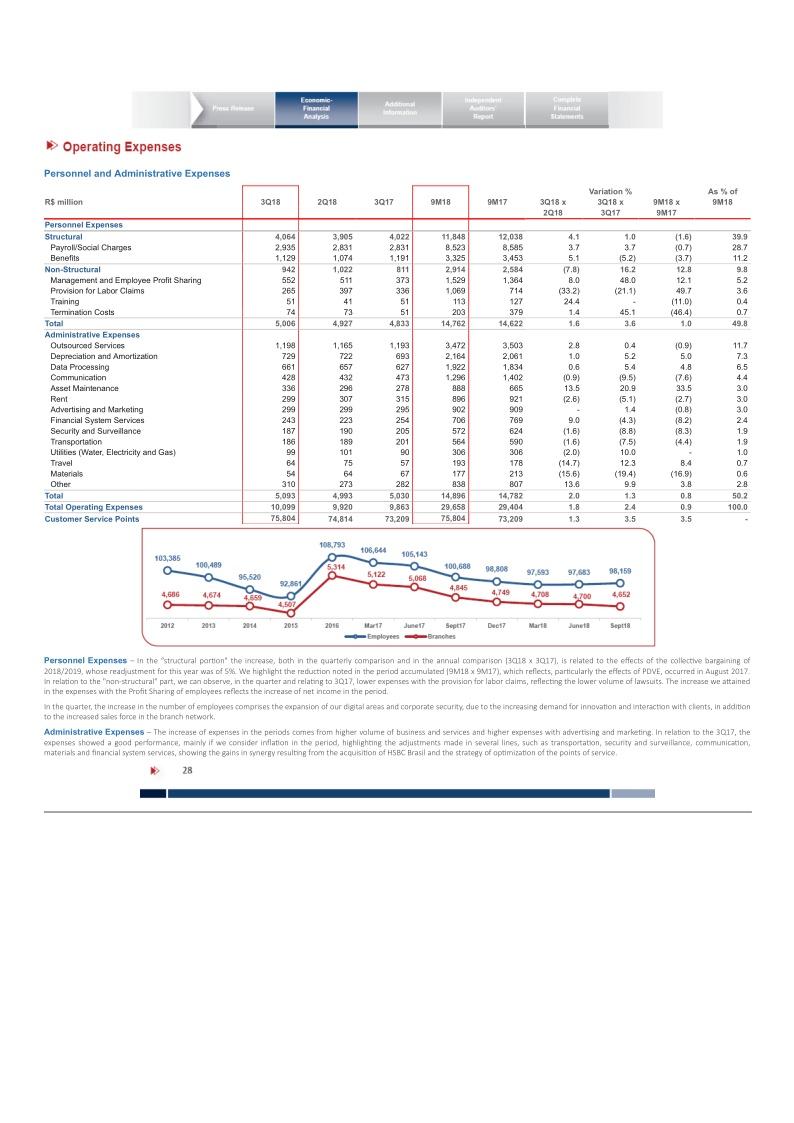 Press Release
Economic-
Financial
Analysis
Additional
Information
Independent
Auditors'
Report
Complete
Financial
Statements
Operating Expenses
Personnel and Administrative Expenses
R$ million 3Q18 2Q18 3Q17 9M18 9M17 Variation % As % of
3Q18 x 2Q18 3Q18 x 3Q17 9M18 x 9M17 9M18
Personnel Expenses
Structural 4,064 3,905 4,022 11,848 12,038 4.1 1.0 (1.6) 39.9
Payroll/Social Charges 2,935 2,831 2,831 8,523 8,585 3.7 3.7 (0.7) 28.7
Benefits 1,129 1,074 1,191 3,325 3,453 5.1 (5.2) (3.7) 11.2
Non-Structural 942 1,022 811 2,914 2,584 (7.8) 16.2 12.8 9.8
Management and Employee Profit Sharing 552 511 373 1,529 1,364 8.0 48.0 12.1 5.2
Provision for Labor Claims 265 397 336 1,069 714 (33.2) (21.1) 49.7 3.6
Training 51 41 51 113 127 24.4 - (11.0) 0.4
Termination Costs 74 73 51 203 379 1.4 45.1 (46.4) 0.7
Total 5,006 4,927 4,833 14,762 14,622 1.6 3.6 1.0 49.8
Administrative Expenses
Outsourced Services 1,198 1,165 1,193 3,472 3,503 2.8 0.4 (0.9) 11.7
Depreciation and Amortization 729 722 693 2,164 2,061 1.0 5.2 5.0 7.3
Data Processing 661 657 627 1,922 1,834 0.6 5.4 4.8 6.5
Communication 428 432 473 1,296 1,402 (0.9) (9.5) (7.6) 4.4
Asset Maintenance 336 296 278 888 665 13.5 20.9 33.5 3.0
Rent 299 307 315 896 921 (2.6) (5.1) (2.7) 3.0
Advertising and Marketing 299 299 295 902 909 - 1.4 (0.8) 3.0
Financial System Services 243 223 254 706 769 9.0 (4.3) (8.2) 2.4
Security and Surveillance 187 190 205 572 624 (1.6) (8.8) (8.3) 1.9
Transportation 186 189 201 564 590 (1.6) (7.5) (4.4) 1.9
Utilities (Water, Electricity and Gas) 99 101 90 306 306 (2.0) 10.0 - 1.0
Travel 64 75 57 193 178 (14.7) 12.3 8.4 0.7
Materials 54 64 67 177 213 (15.6) (19.4) (16.9) 0.6
Other 310 273 282 838 807 13.6 9.9 3.8 2.8
Total 5,093 4,993 5,030 14,896 14,782 2.0 1.3 0.8 50.2
Total Operating Expenses 10,099 9,920 9,863 29,658 29,404 1.8 2.4 0.9 100.0
Customer Service Points 75,804 74,814 73,209 75,804 73,209 1.3 3.5 3.5 -
103,385 100,489 95,520 92,861 108,793 106,644 105,143 100,688 98,808 97,593 97,683 98,159
4,686 4,674 4,659 4,507 5,314 5,122 5,068 4,845 4,749 4,708 4,700 4,652
2012 2013 2014 2015 2016 Mar17 June17 Sept17 Dec17 Mar18 June18 Sept18
Employees Branches
Personnel Expenses – In the "structural portion" the increase, both in the quarterly comparison and in the annual comparison (3Q18 x 3Q17), is related to the effects of the collective bargaining of
2018/2019, whose readjustment for this year was of 5%. We highlight the reduction noted in the period accumulated (9M18 x 9M17), which reflects, particularly the effects of PDVE, occurred in August 2017.
In relation to the "non-structural" part, we can observe, in the quarter and relating to 3Q17, lower expenses with the provision for labor claims, reflecting the lower volume of lawsuits. The increase we attained
in the expenses with the Profit Sharing of employees reflects the increase of net income in the period.
In the quarter, the increase in the number of employees comprises the expansion of our digital areas and corporate security, due to the increasing demand for innovation and interaction with clients, in addition
to the increased sales force in the branch network.
Administrative Expenses – The increase of expenses in the periods comes from higher volume of business and services and higher expenses with advertising and marketing. In relation to the 3Q17, the
expenses showed a good performance, mainly if we consider inflation in the period, highlighting the adjustments made in several lines, such as transportation, security and surveillance, communication,
materials and financial system services, showing the gains in synergy resulting from the acquisition of HSBC Brasil and the strategy of optimization of the points of service.
28